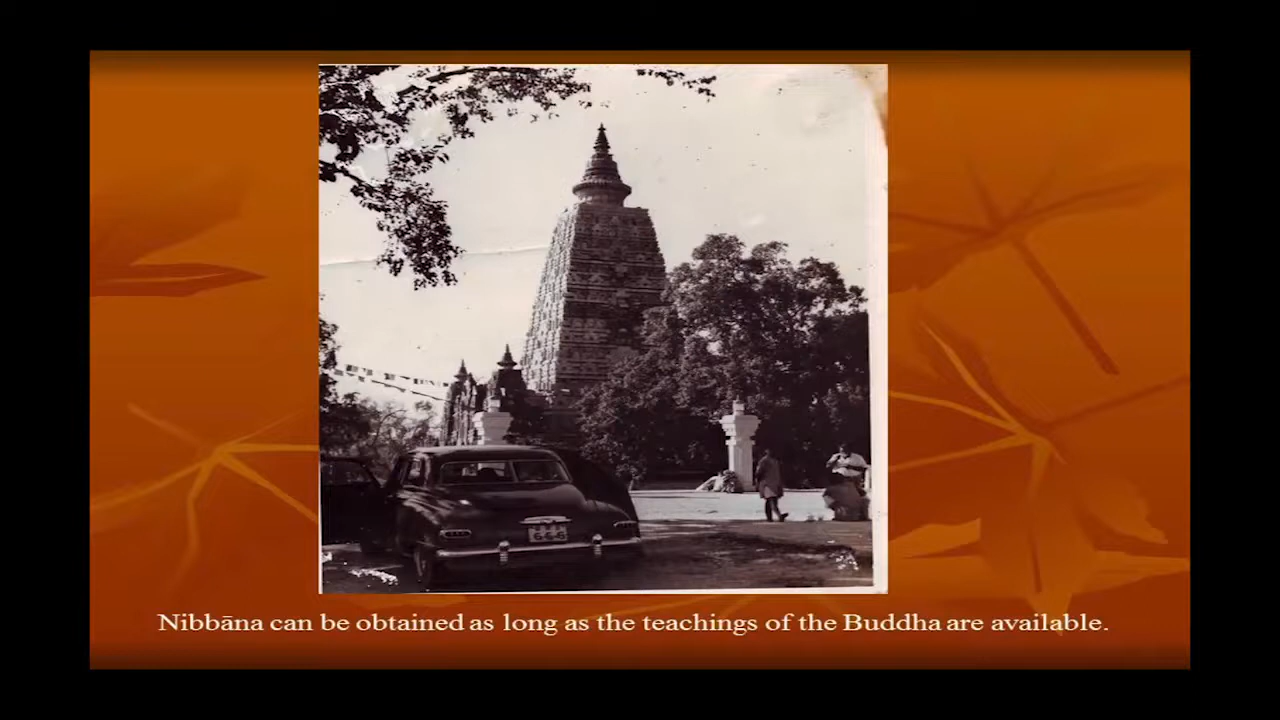 Nibbāna can be obtained as long as the teachings of the Buddha are available.